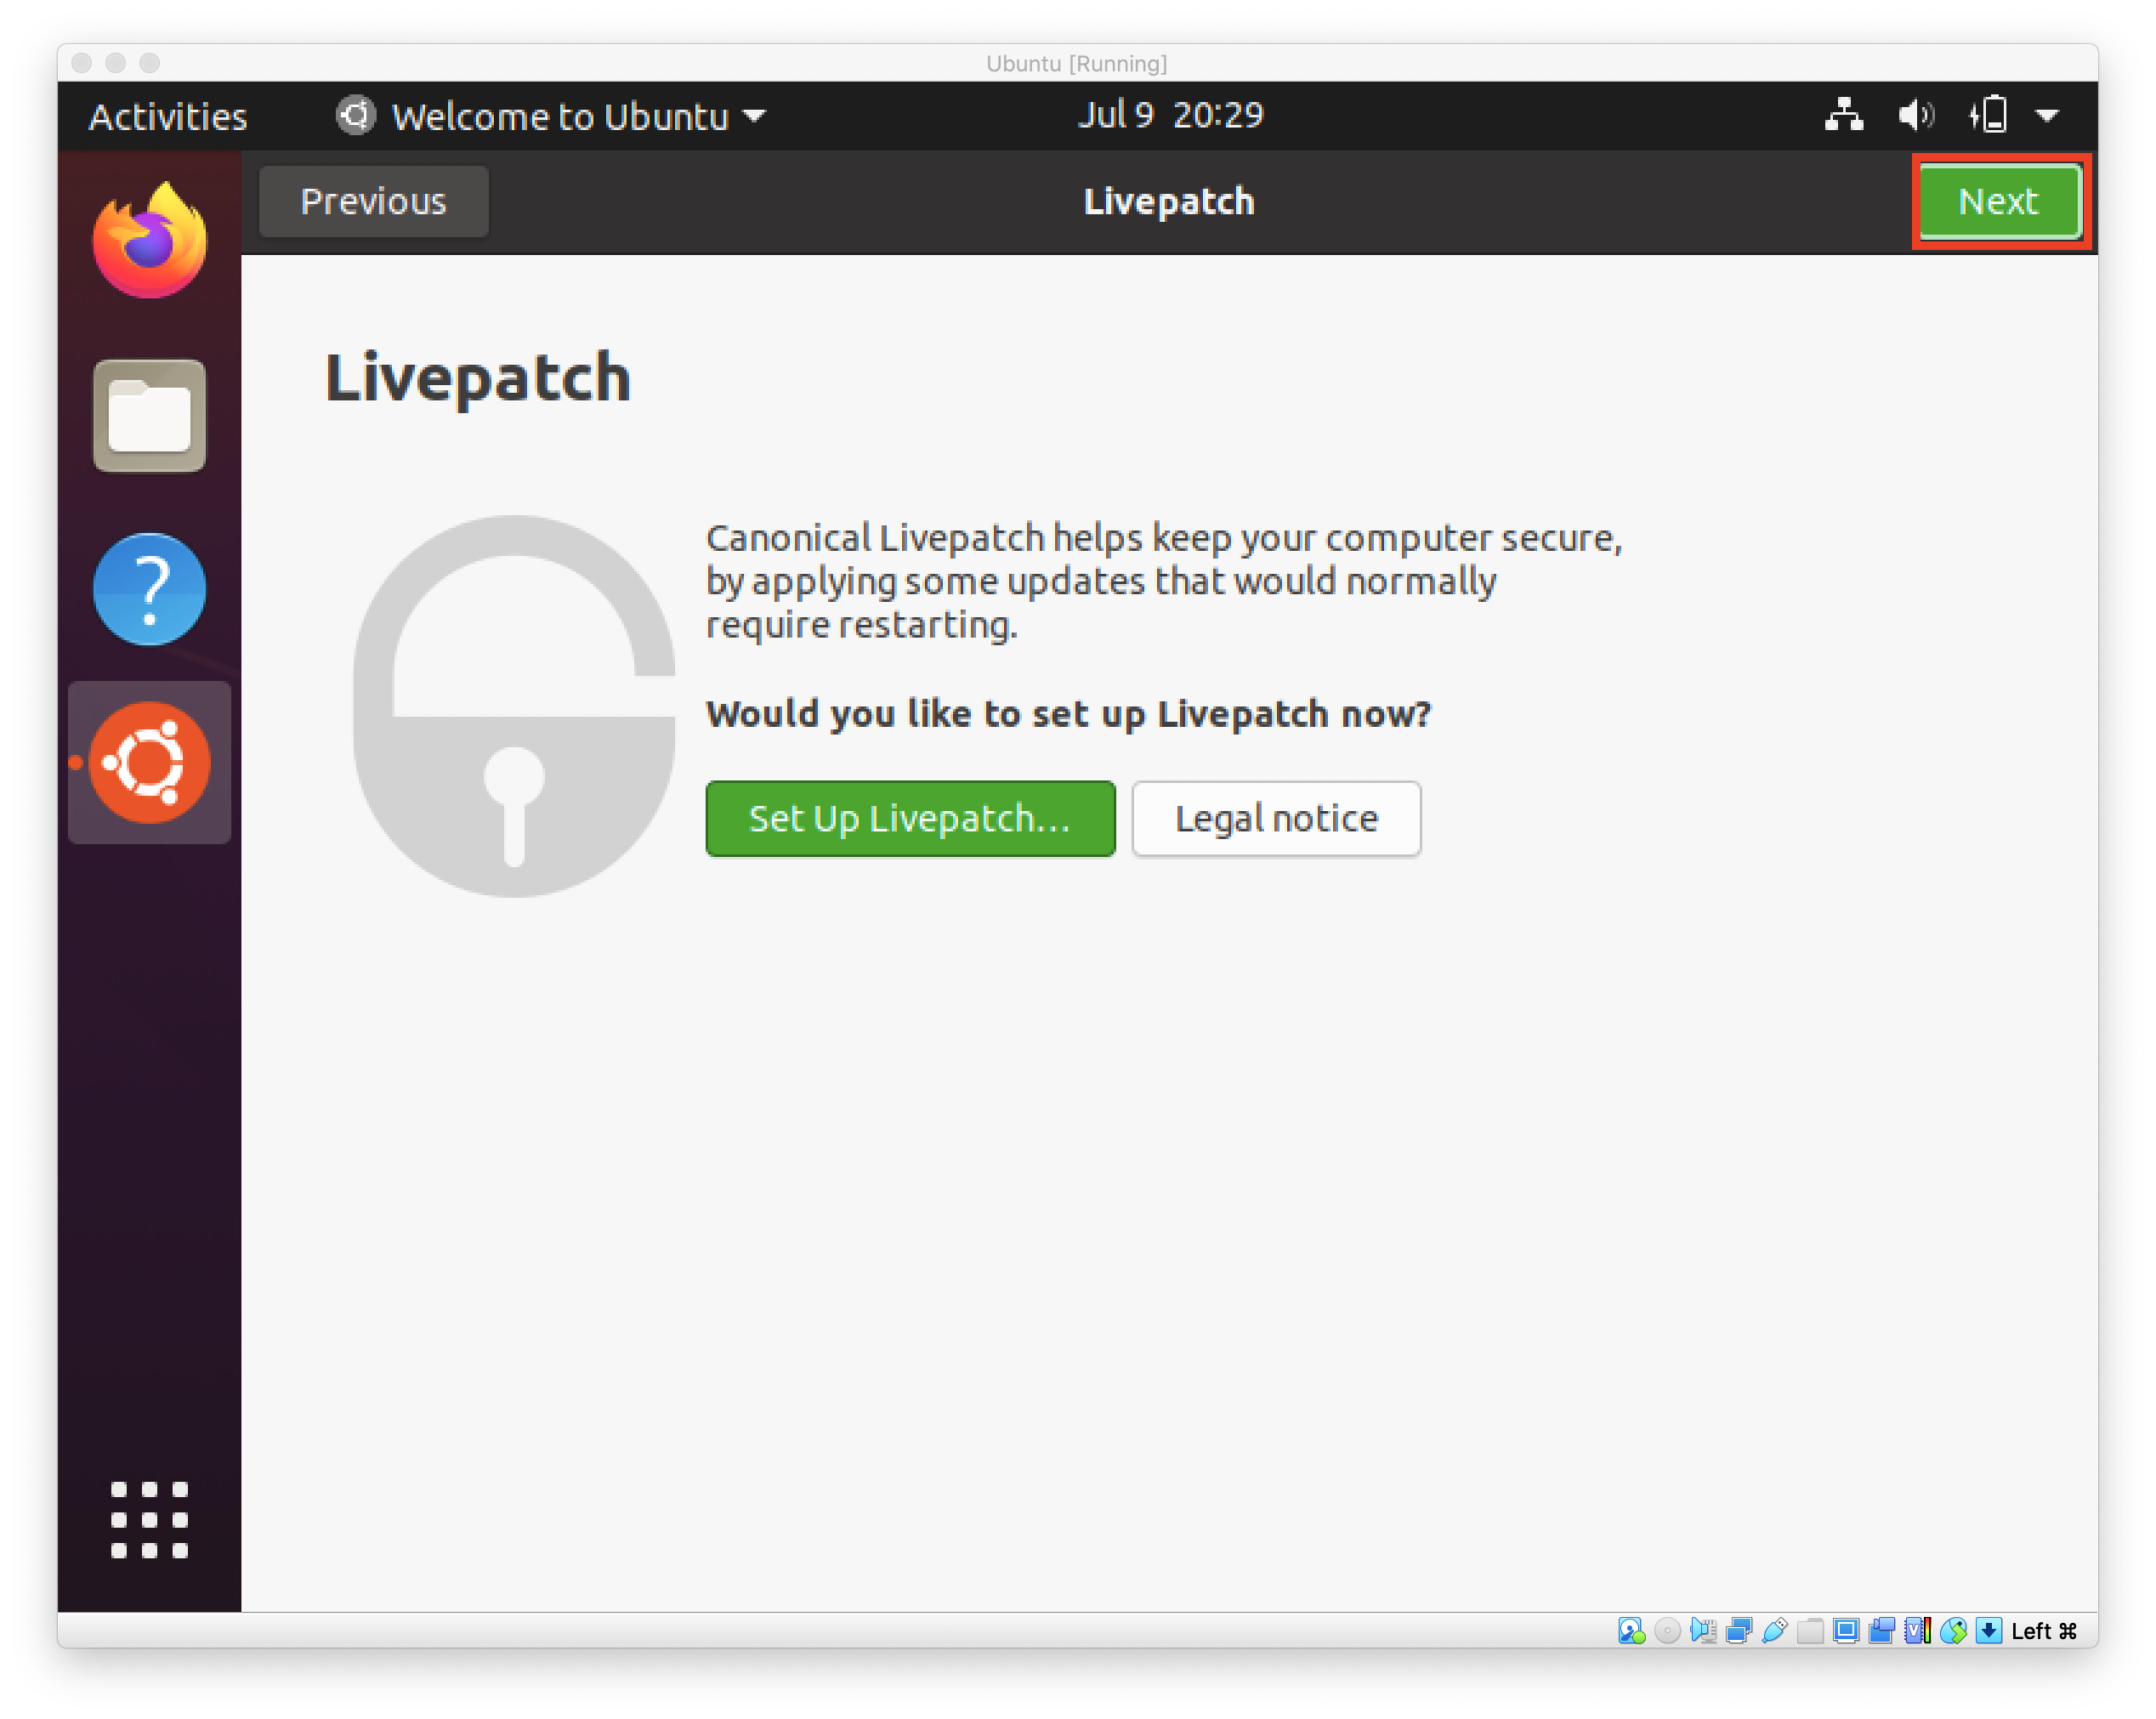 Ubuntu [Running]
Activities
Welcome to Ubuntu
Jul 9 20:29
Previous
Livepatch
Next
Livepatch
Canonical Livepatch helps keep your computer secure,
by applying some updates that would normally
require restarting.
Would you like to set up Livepatch now?
Set Up Livepatch...
Legal notice
Left ⌘